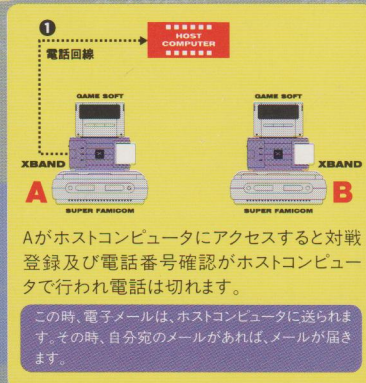 ❶
電話回線
HOST
COMPUTER
GAME SOFT
GAME SOFT
XBAND
XBAND
A
B
SUPER FAMICOM
SUPER FAMICOM
Aがホストコンピュータにアクセスすると対戦
登録及び電話番号確認がホストコンピュー
タで行われ電話は切れます。
この時、電子メールは、ホストコンピュータに送られま
す。その時、自分宛のメールがあれば、メールが届き
ます。